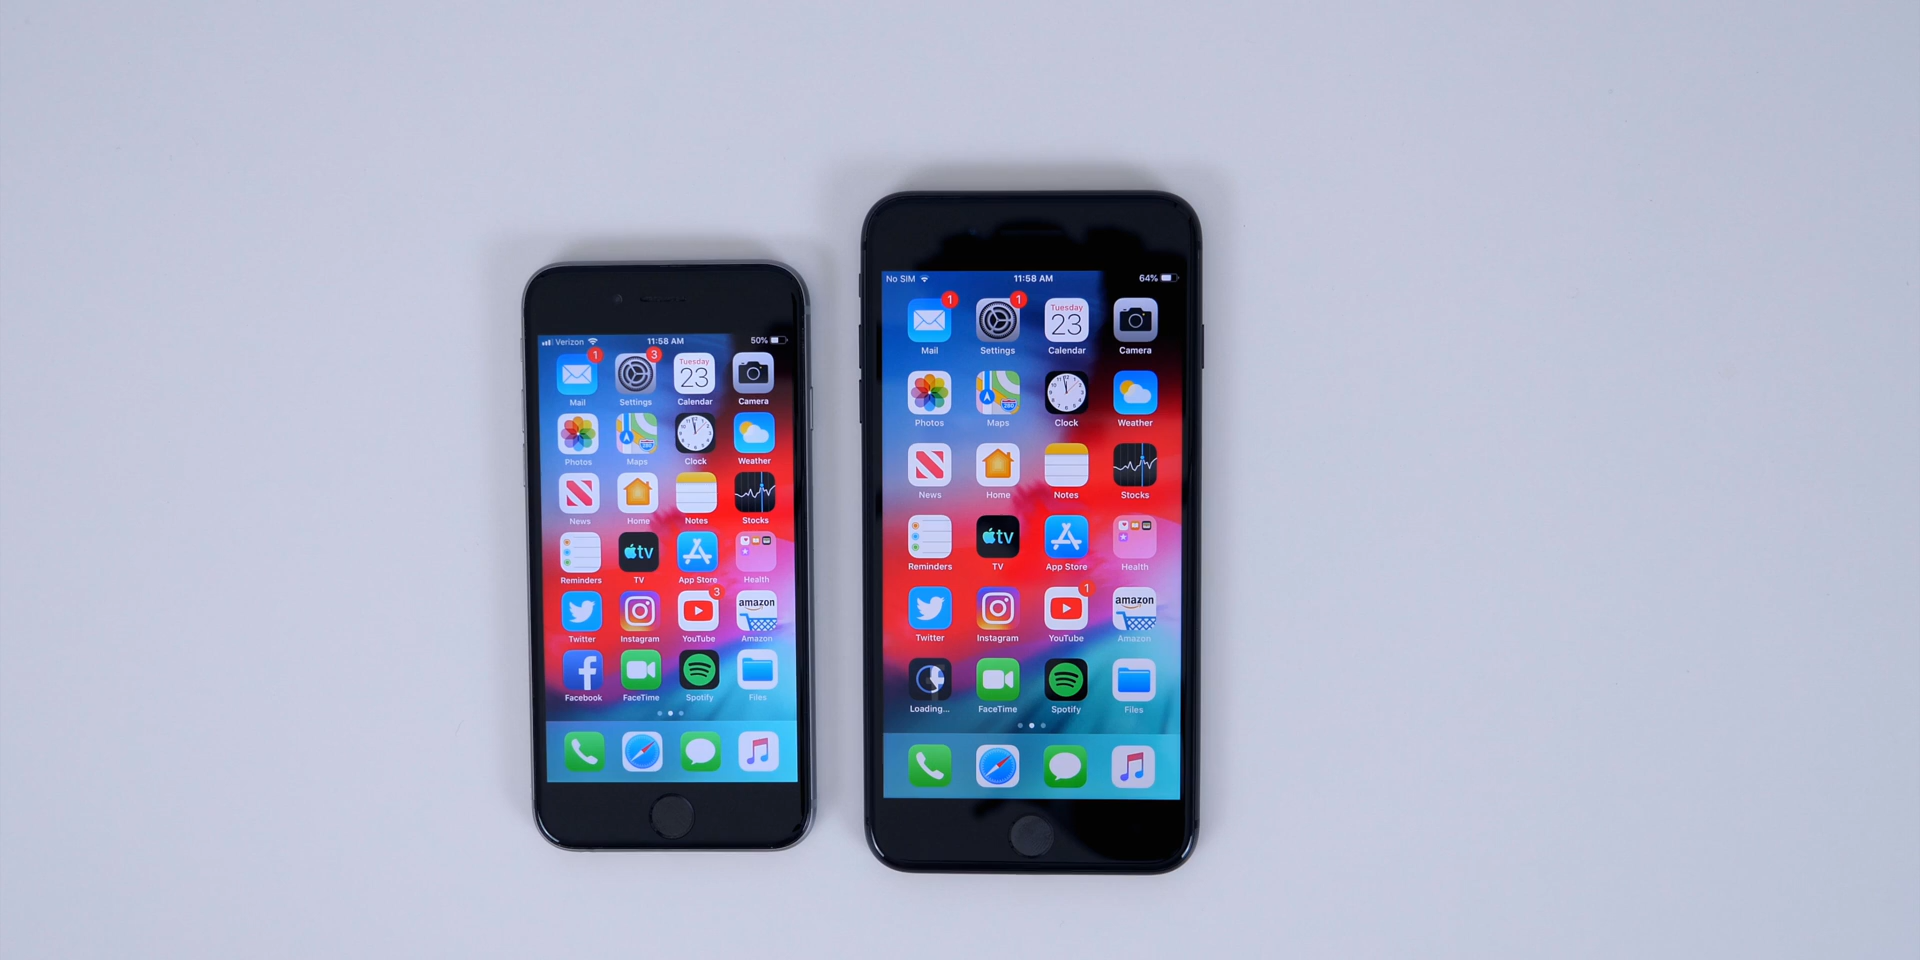 Verizon 11:58 AM 50%
1 3 Tuesday
23
Mail Settings Calendar Camera
280
Photos Maps Clock Weather
News Home Notes Stocks
tv
Reminders TV App Store Health
3 amazon
Twitter Instagram YouTube Amazon
Facebook FaceTime Spotify Files
No SIM 11:58 AM 64%
1 1 Tuesday
23
Mail Settings Calendar Camera
280
Photos Maps Clock Weather
News Home Notes Stocks
tv
Reminders TV App Store Health
1 amazon
Twitter Instagram YouTube Amazon
Loading... FaceTime Spotify Files